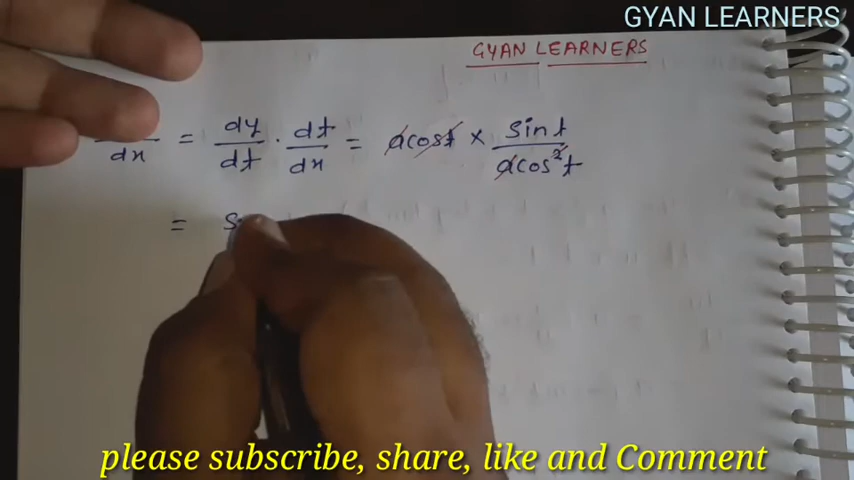 GYAN LEARNERS
GYAN LEARNERS
dx = dy/dt · dt/dx = acost × sint/acos²t
= s
please subscribe, share, like and Comment